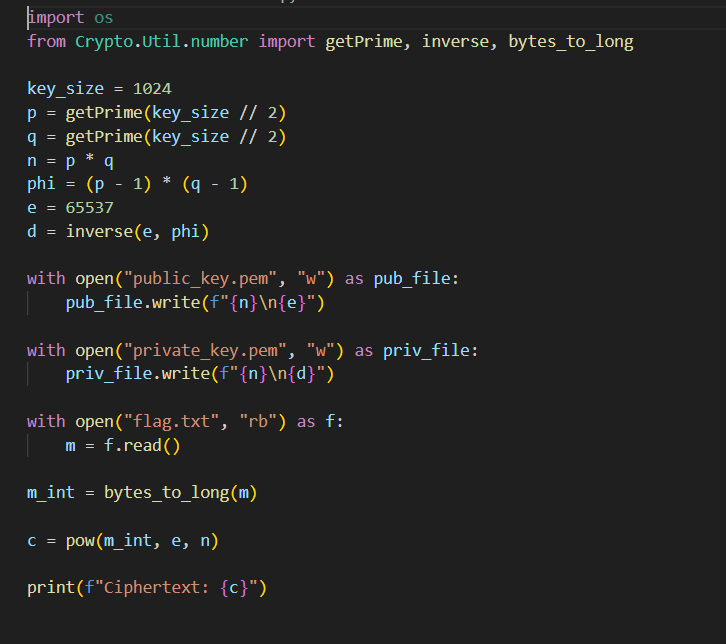 import os
from Crypto.Util.number import getPrime, inverse, bytes_to_long

key_size = 1024
p = getPrime(key_size // 2)
q = getPrime(key_size // 2)
n = p * q
phi = (p - 1) * (q - 1)
e = 65537
d = inverse(e, phi)

with open("public_key.pem", "w") as pub_file:
    pub_file.write(f"{n}\n{e}")

with open("private_key.pem", "w") as priv_file:
    priv_file.write(f"{n}\n{d}")

with open("flag.txt", "rb") as f:
    m = f.read()

m_int = bytes_to_long(m)

c = pow(m_int, e, n)

print(f"Ciphertext: {c}")